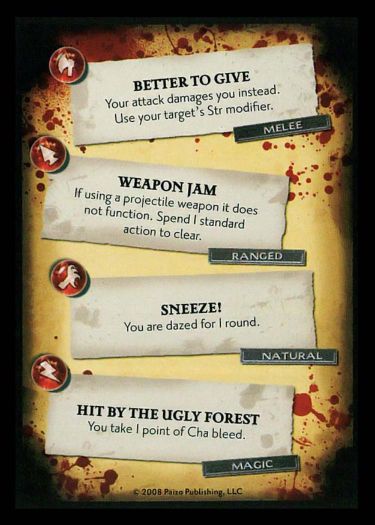 BETTER TO GIVE
Your attack damages you instead.
Use your target's Str modifier.
MELEE
WEAPON JAM
If using a projectile weapon it does
not function. Spend 1 standard
action to clear.
RANGED
SNEEZE!
You are dazed for 1 round.
NATURAL
HIT BY THE UGLY FOREST
You take 1 point of Cha bleed.
MAGIC
© 2008 Paizo Publishing, LLC